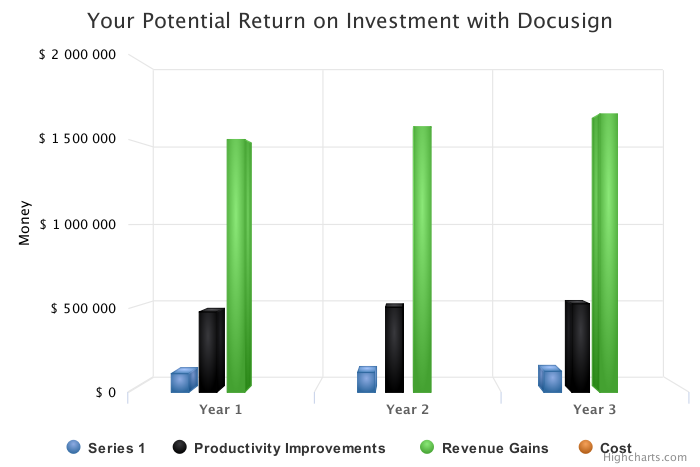 Your Potential Return on Investment with Docusign
$ 2 000 000
$ 1 500 000
$ 1 000 000
$ 500 000
$ 0
Money
Year 1 Year 2 Year 3
Series 1 Productivity Improvements Revenue Gains Cost
Highcharts.com